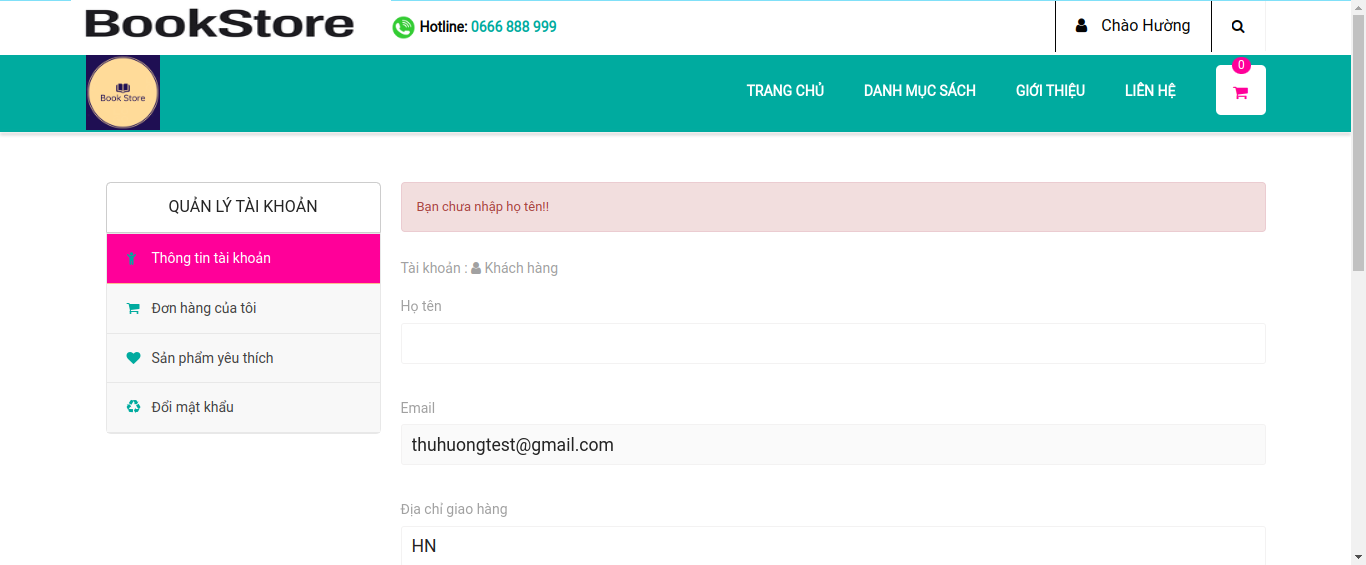 BookStore
Hotline: 0666 888 999
Chào Hường
Book Store
TRANG CHỦ
DANH MỤC SÁCH
GIỚI THIỆU
LIÊN HỆ
0
QUẢN LÝ TÀI KHOẢN
Thông tin tài khoản
Đơn hàng của tôi
Sản phẩm yêu thích
Đổi mật khẩu
Bạn chưa nhập họ tên!!
Tài khoản : Khách hàng
Họ tên
Email
thuhuongtest@gmail.com
Địa chỉ giao hàng
HN